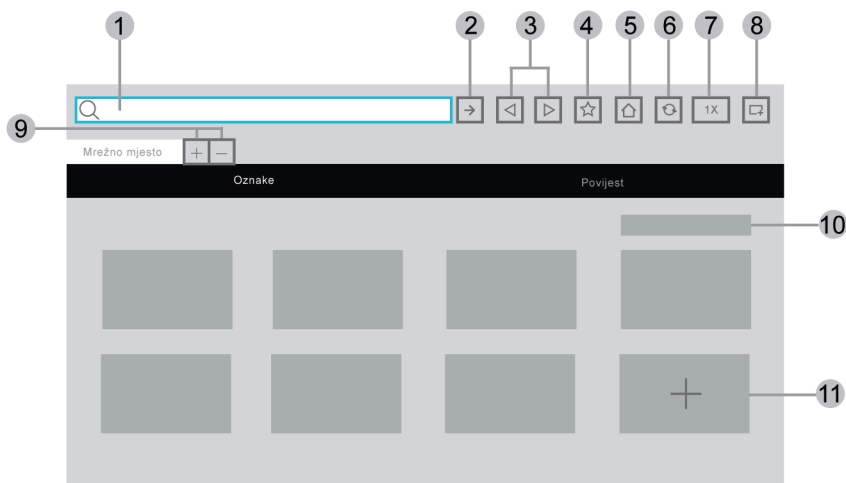 1 2 3 4 5 6 7 8
1X
9
Mrežno mjesto + −
Oznake Povijest
10
+ 11